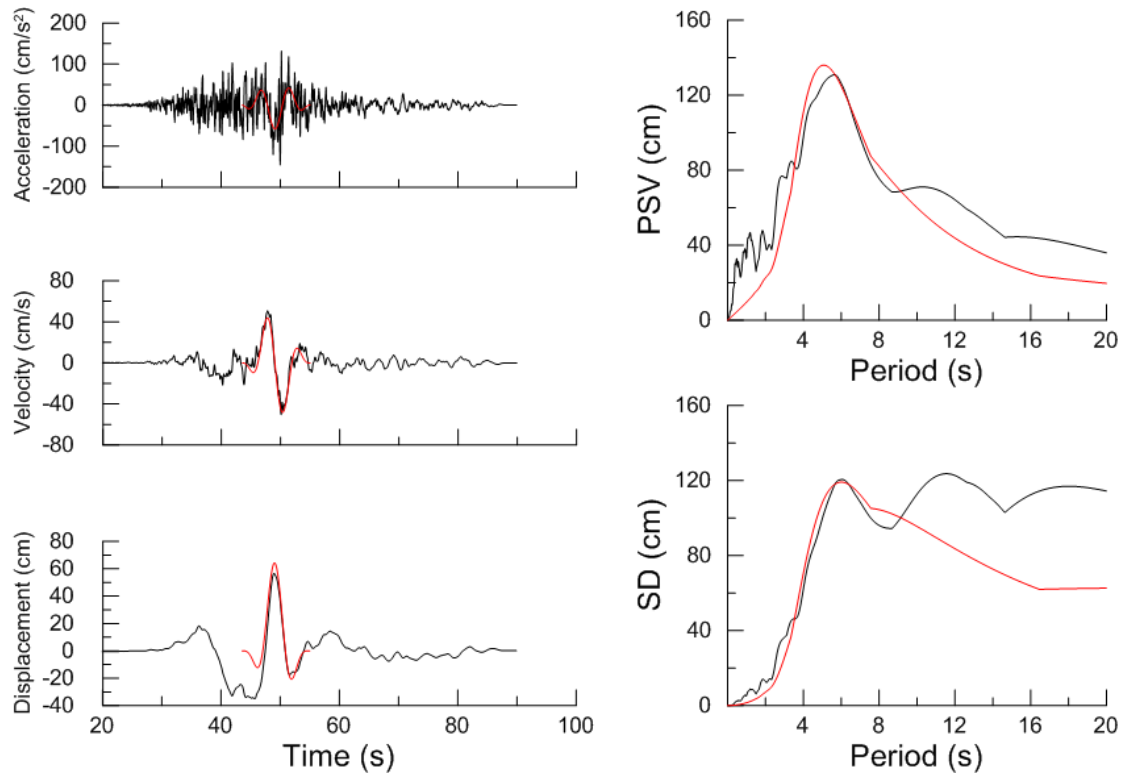 Acceleration (cm/s²)
200
100
0
-100
-200
Velocity (cm/s)
80
40
0
-40
-80
Displacement (cm)
80
60
40
20
0
-20
-40
20 40 60 80 100
Time (s)
PSV (cm)
160
120
80
40
0
4 8 12 16 20
Period (s)
SD (cm)
160
120
80
40
0
4 8 12 16 20
Period (s)